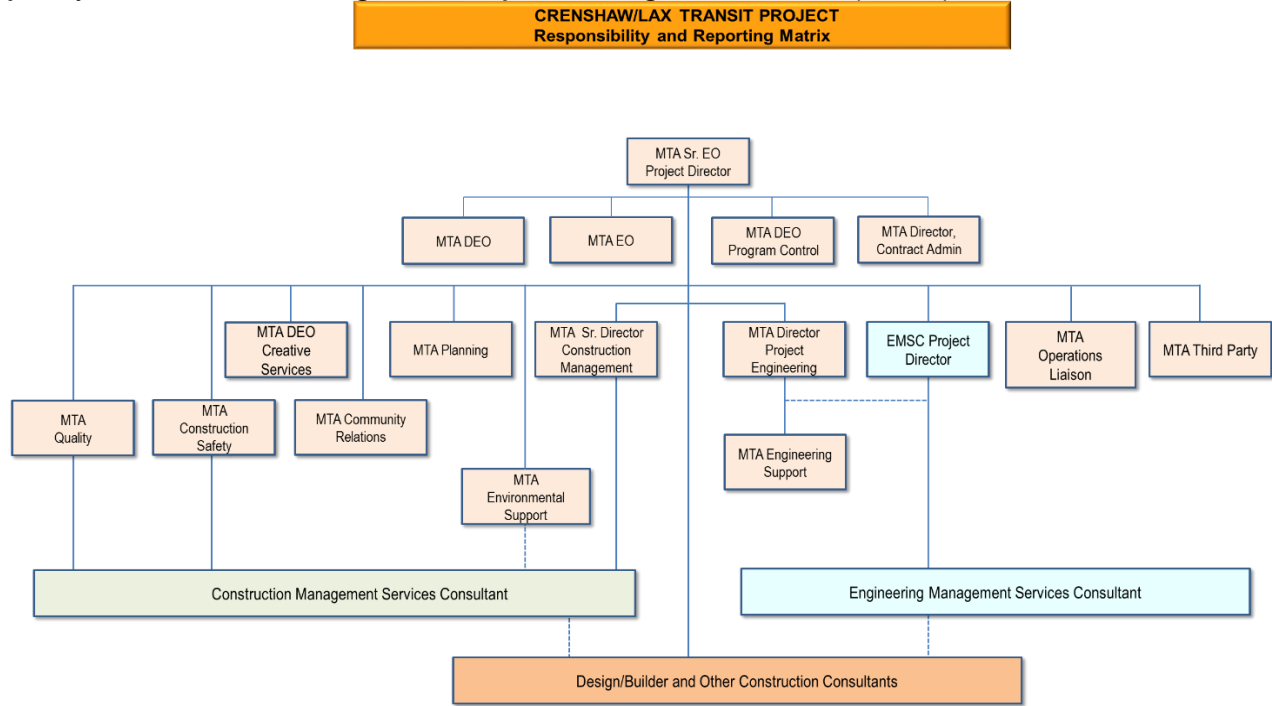 CRENSHAW/LAX TRANSIT PROJECT
Responsibility and Reporting Matrix
MTA Sr. EO
Project Director
MTA DEO
MTA EO
MTA DEO
Program Control
MTA Director,
Contract Admin
MTA DEO
Creative
Services
MTA Planning
MTA Sr. Director
Construction
Management
MTA Director
Project
Engineering
EMSC Project
Director
MTA
Operations
Liaison
MTA Third Party
MTA
Quality
MTA
Construction
Safety
MTA Community
Relations
MTA Engineering
Support
MTA
Environmental
Support
Construction Management Services Consultant
Engineering Management Services Consultant
Design/Builder and Other Construction Consultants